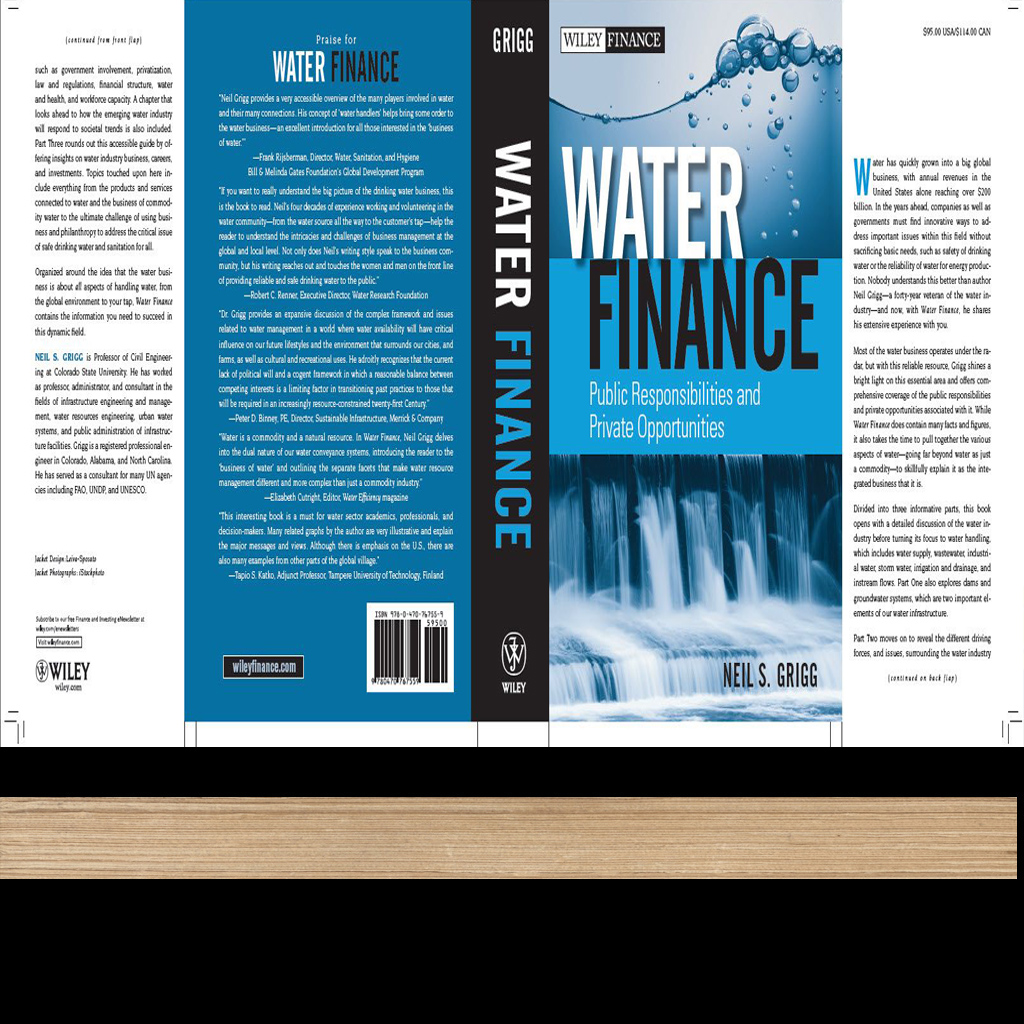 (continued from front flap)
such as government involvement, privatization,
law and regulations, financial structure, water
and health, and workforce capacity. A chapter that
looks ahead to how the emerging water industry
will respond to societal trends is also included.
Part Three rounds out this accessible guide by of-
fering insights on water industry business, careers,
and investments. Topics touched upon here in-
clude everything from the products and services
connected to water and the business of commod-
ity water to the ultimate challenge of using busi-
ness and philanthropy to address the critical issue
of safe drinking water and sanitation for all.
Organized around the idea that the water busi-
ness is about all aspects of handling water, from
the global environment to your tap, Water Finance
contains the information you need to succeed in
this dynamic field.
NEIL S. GRIGG is Professor of Civil Engineer-
ing at Colorado State University. He has worked
as professor, administrator, and consultant in the
fields of infrastructure engineering and manage-
ment, water resources engineering, urban water
systems, and public administration of infrastruc-
ture facilities. Grigg is a registered professional en-
gineer in Colorado, Alabama, and North Carolina.
He has served as a consultant for many UN agen-
cies including FAO, UNDP, and UNESCO.
Jacket Design: Leiva-Sposato
Jacket Photographs: iStockphoto
Subscribe to our free Finance and Investing eNewsletter at
wiley.com/enewsletters
Visit wileyfinance.com
WILEY
wiley.com
Praise for
WATER FINANCE
"Neil Grigg provides a very accessible overview of the many players involved in water
and their many connections. His concept of 'water handlers' helps bring some order to
the water business—an excellent introduction for all those interested in the 'business
of water.'"
—Frank Rijsberman, Director, Water, Sanitation, and Hygiene
Bill & Melinda Gates Foundation's Global Development Program
"If you want to really understand the big picture of the drinking water business, this
is the book to read. Neil's four decades of experience working and volunteering in the
water community—from the water source all the way to the customer's tap—help the
reader to understand the intricacies and challenges of business management at the
global and local level. Not only does Neil's writing style speak to the business com-
munity, but his writing reaches out and touches the women and men on the front line
of providing reliable and safe drinking water to the public."
—Robert C. Renner, Executive Director, Water Research Foundation
"Dr. Grigg provides an expansive discussion of the complex framework and issues
related to water management in a world where water availability will have critical
influence on our future lifestyles and the environment that surrounds our cities, and
farms, as well as cultural and recreational uses. He adroitly recognizes that the current
lack of political will and a cogent framework in which a reasonable balance between
competing interests is a limiting factor in transitioning past practices to those that
will be required in an increasingly resource-constrained twenty-first Century."
—Peter D. Binney, PE, Director, Sustainable Infrastructure, Merrick & Company
"Water is a commodity and a natural resource. In Water Finance, Neil Grigg delves
into the dual nature of our water conveyance systems, introducing the reader to the
'business of water' and outlining the separate facets that make water resource
management different and more complex than just a commodity industry."
—Elizabeth Cutright, Editor, Water Efficiency magazine
"This interesting book is a must for water sector academics, professionals, and
decision-makers. Many related graphs by the author are very illustrative and explain
the major messages and views. Although there is emphasis on the U.S., there are
also many examples from other parts of the global village."
—Tapio S. Katko, Adjunct Professor, Tampere University of Technology, Finland
wileyfinance.com
ISBN 978-0-470-76755-9
59500
9 780470 767559
GRIGG
WATER FINANCE
WILEY
WILEY FINANCE
WATER
FINANCE
Public Responsibilities and
Private Opportunities
NEIL S. GRIGG
$95.00 USA/$114.00 CAN
Water has quickly grown into a big global
business, with annual revenues in the
United States alone reaching over $200
billion. In the years ahead, companies as well as
governments must find innovative ways to ad-
dress important issues within this field without
sacrificing basic needs, such as safety of drinking
water or the reliability of water for energy produc-
tion. Nobody understands this better than author
Neil Grigg—a forty-year veteran of the water in-
dustry—and now, with Water Finance, he shares
his extensive experience with you.
Most of the water business operates under the ra-
dar, but with this reliable resource, Grigg shines a
bright light on this essential area and offers com-
prehensive coverage of the public responsibilities
and private opportunities associated with it. While
Water Finance does contain many facts and figures,
it also takes the time to pull together the various
aspects of water—going far beyond water as just
a commodity—to skillfully explain it as the inte-
grated business that it is.
Divided into three informative parts, this book
opens with a detailed discussion of the water in-
dustry before turning its focus to water handling,
which includes water supply, wastewater, industri-
al water, storm water, irrigation and drainage, and
instream flows. Part One also explores dams and
groundwater systems, which are two important el-
ements of our water infrastructure.
Part Two moves on to reveal the different driving
forces, and issues, surrounding the water industry
(continued on back flap)